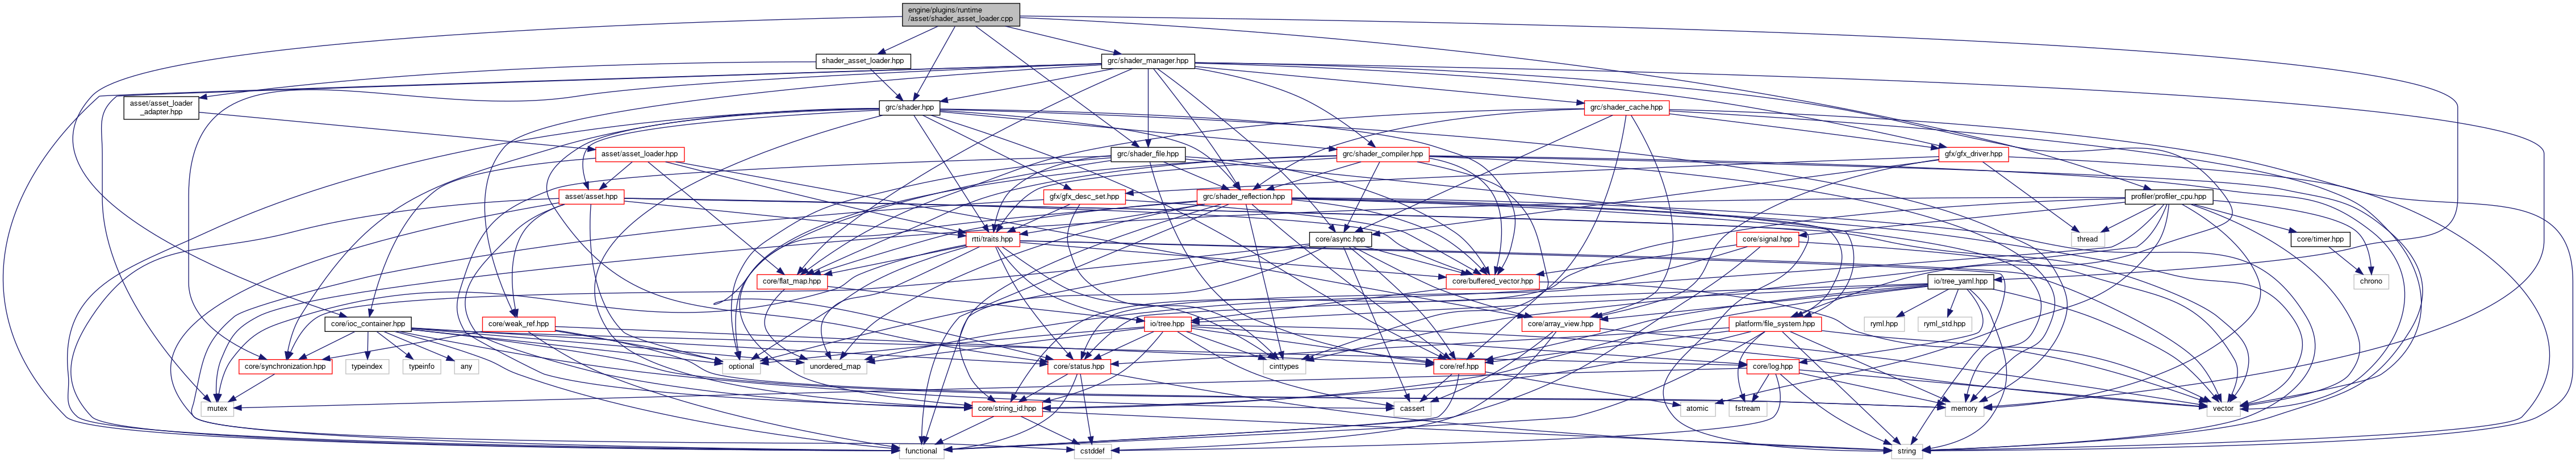 engine/plugins/runtime
/asset/shader_asset_loader.cpp
shader_asset_loader.hpp
grc/shader_manager.hpp
asset/asset_loader
_adapter.hpp
grc/shader.hpp
grc/shader_cache.hpp
asset/asset_loader.hpp
grc/shader_file.hpp
grc/shader_compiler.hpp
gfx/gfx_driver.hpp
asset/asset.hpp
gfx/gfx_desc_set.hpp
grc/shader_reflection.hpp
profiler/profiler_cpu.hpp
rtti/traits.hpp
core/async.hpp
core/signal.hpp
thread
core/timer.hpp
core/flat_map.hpp
core/buffered_vector.hpp
io/tree_yaml.hpp
chrono
core/ioc_container.hpp
core/weak_ref.hpp
io/tree.hpp
core/array_view.hpp
platform/file_system.hpp
ryml.hpp
ryml_std.hpp
core/synchronization.hpp
typeindex
typeinfo
any
optional
unordered_map
core/status.hpp
cinttypes
core/ref.hpp
core/log.hpp
mutex
core/string_id.hpp
cassert
atomic
fstream
memory
vector
functional
cstddef
string